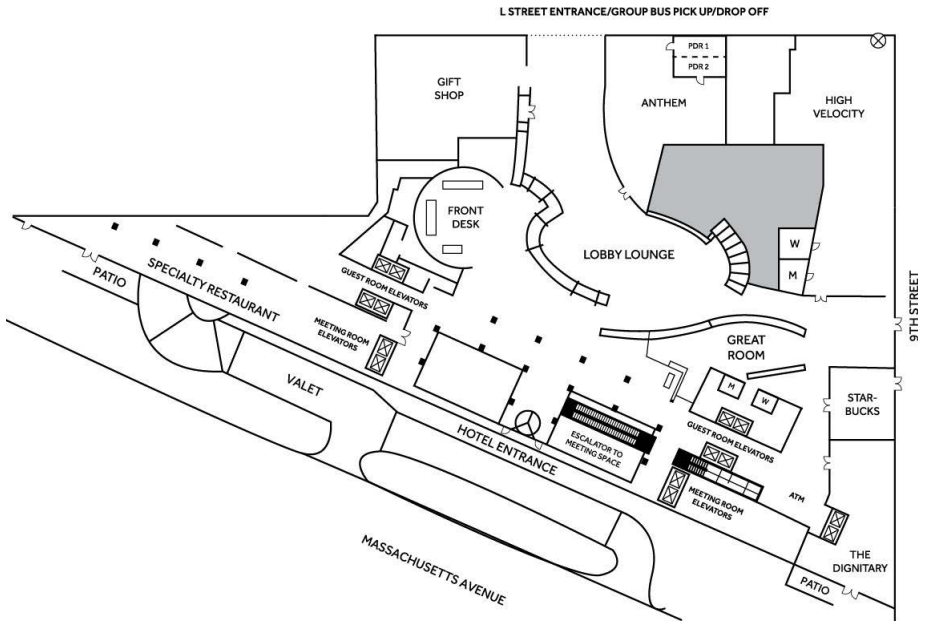 L STREET ENTRANCE/GROUP BUS PICK UP/DROP OFF
PDR 1
PDR 2
GIFT
SHOP
ANTHEM
HIGH
VELOCITY
FRONT
DESK
LOBBY LOUNGE
W
M
PATIO
SPECIALTY RESTAURANT
GUEST ROOM ELEVATORS
MEETING ROOM
ELEVATORS
9TH STREET
GREAT
ROOM
VALET
M
W
STAR-
BUCKS
HOTEL ENTRANCE
ESCALATOR TO
MEETING SPACE
GUEST ROOM ELEVATORS
MEETING ROOM
ELEVATORS
ATM
MASSACHUSETTS AVENUE
THE
DIGNITARY
PATIO